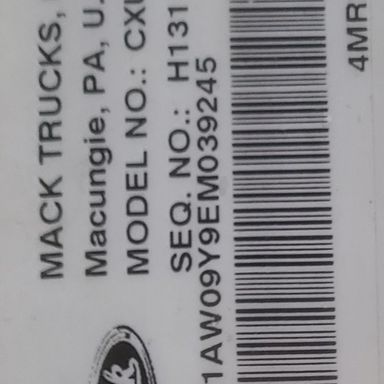 MACK TRUCKS,
Macungie, PA, U.
MODEL NO.: CX
SEQ. NO.: H131
1AW09Y9EM039245
4MR